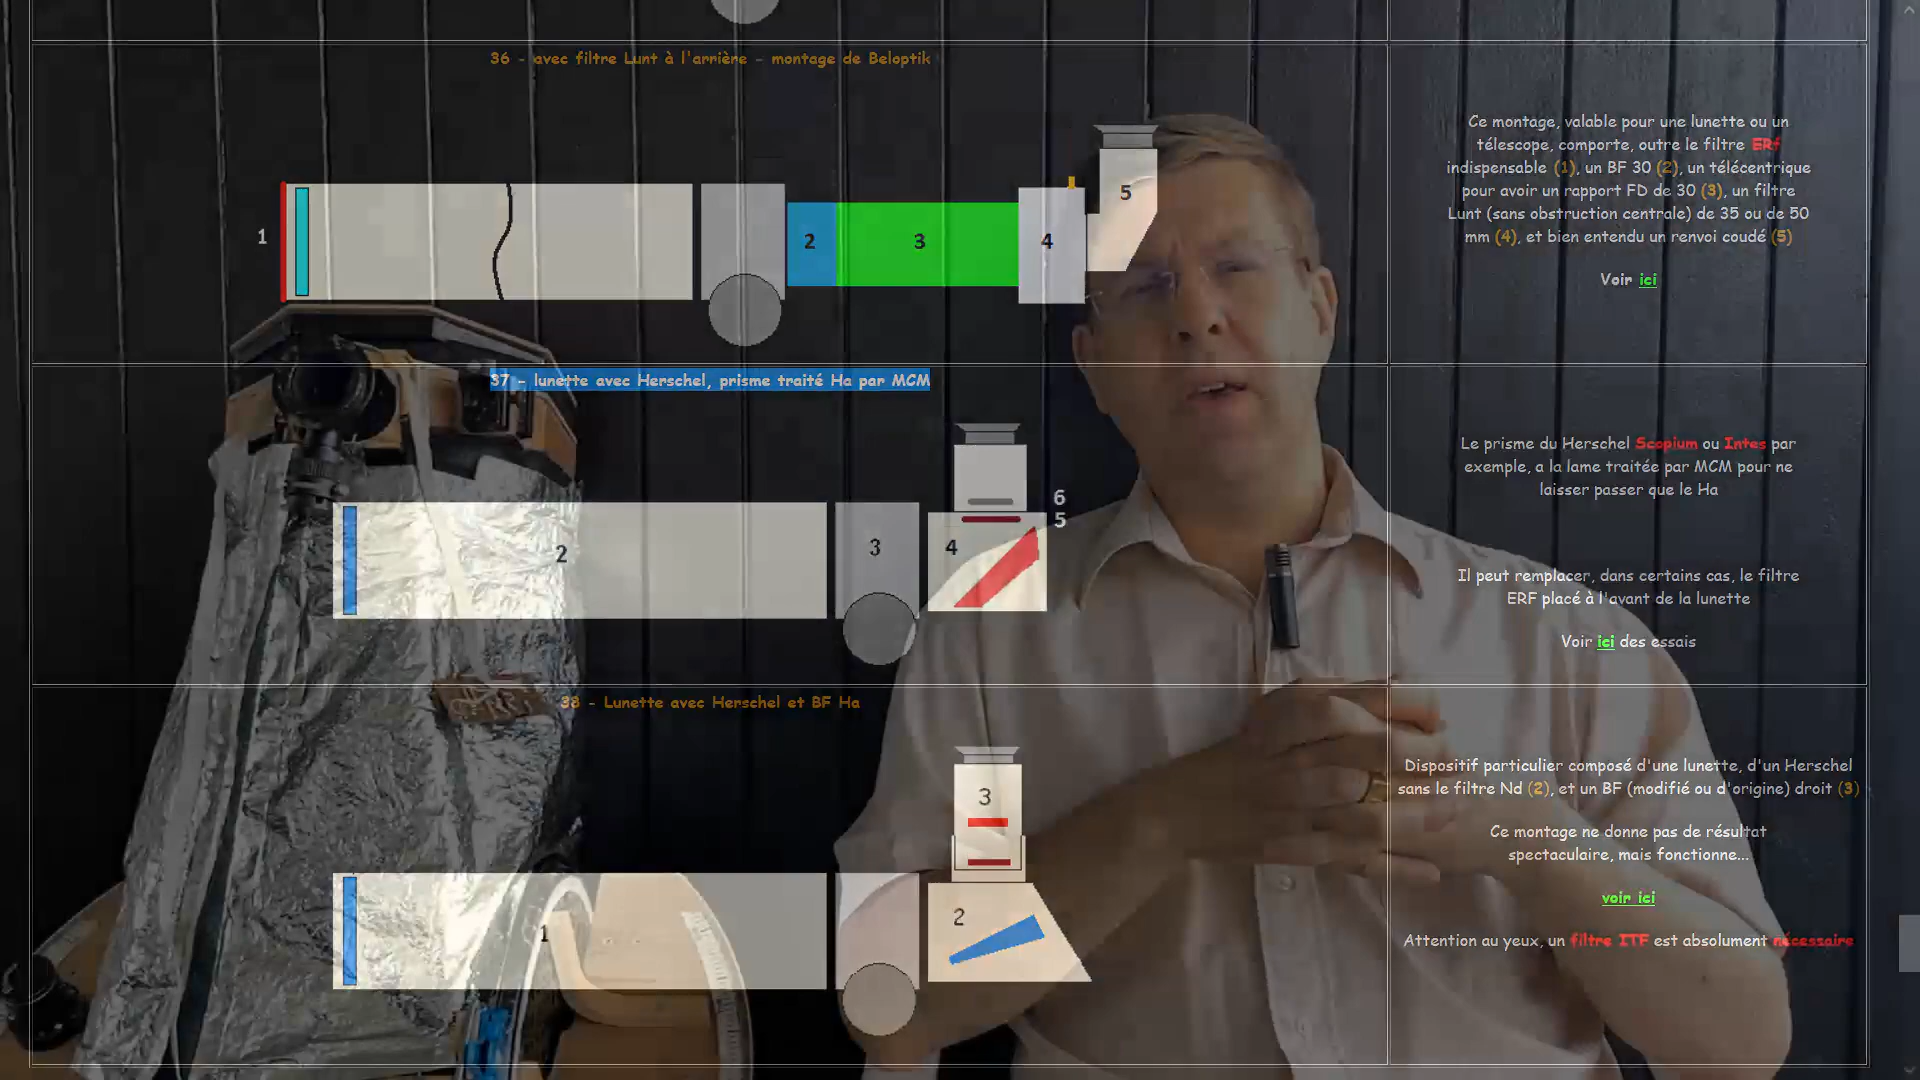 36 - avec filtre Lunt à l'arrière - montage de Beloptik
1
2
3
4
5
Ce montage, valable pour une lunette ou un
télescope, comporte, outre le filtre ERf
indispensable (1), un BF 30 (2), un télécentrique
pour avoir un rapport FD de 30 (3), un filtre
Lunt (sans obstruction centrale) de 35 ou de 50
mm (4), et bien entendu un renvoi coudé (5)
Voir ici
37 - lunette avec Herschel, prisme traité Ha par MCM
2
3
4
6
5
Le prisme du Herschel Scopium ou Intes par
exemple, a la lame traitée par MCM pour ne
laisser passer que le Ha
Il peut remplacer, dans certains cas, le filtre
ERF placé à l'avant de la lunette
Voir ici des essais
38 - Lunette avec Herschel et BF Ha
1
2
3
Dispositif particulier composé d'une lunette, d'un Herschel
sans le filtre Nd (2), et un BF (modifié ou d'origine) droit (3)
Ce montage ne donne pas de résultat
spectaculaire, mais fonctionne...
voir ici
Attention au yeux, un filtre ITF est absolument nécessaire